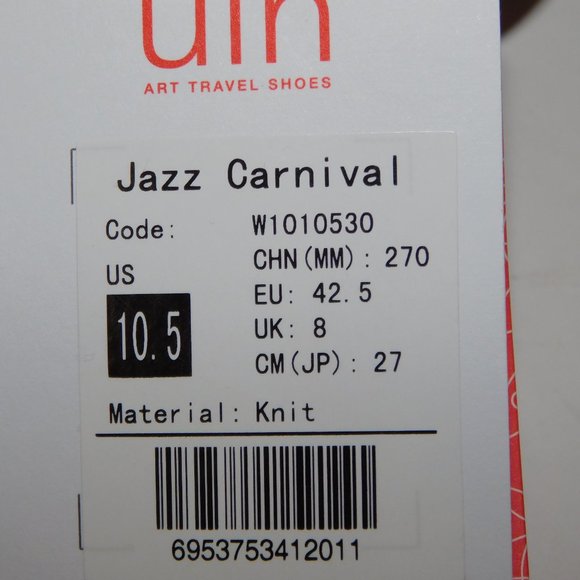 uin
ART TRAVEL SHOES
Jazz Carnival
Code: W1010530
US
10.5
CHN(MM): 270
EU: 42.5
UK: 8
CM(JP): 27
Material: Knit
6953753412011